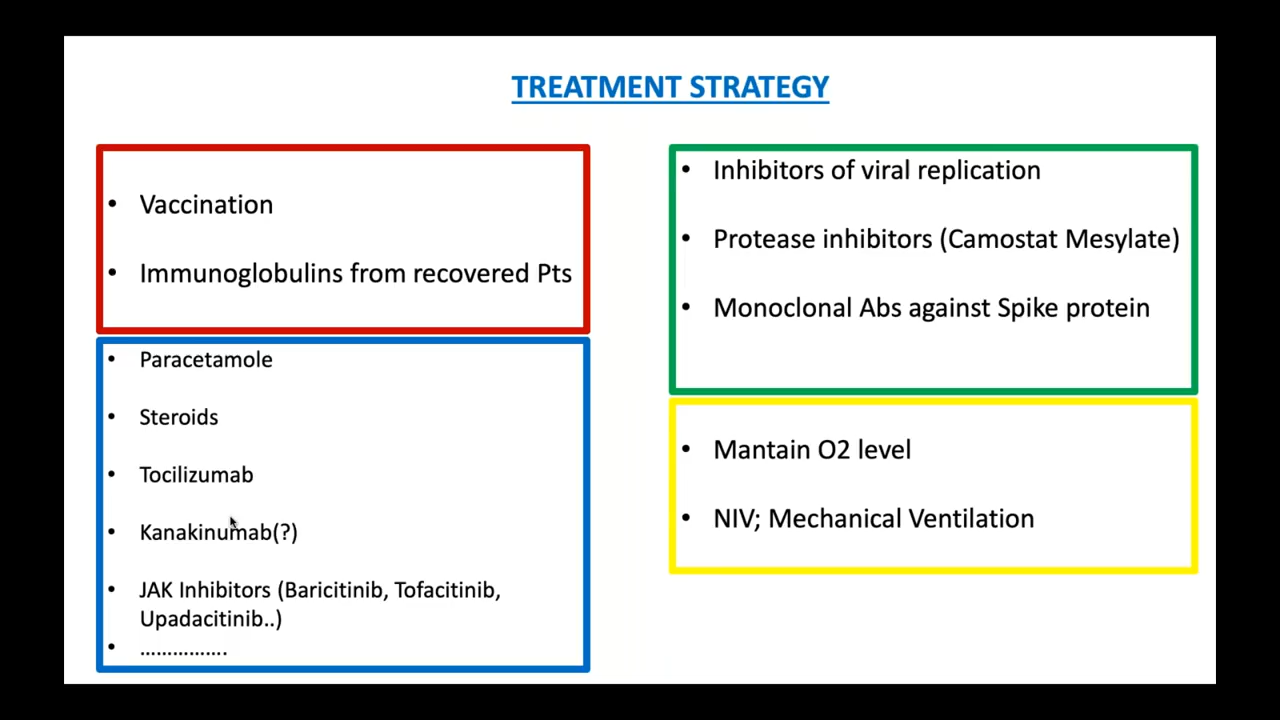 TREATMENT STRATEGY
• Vaccination
• Immunoglobulins from recovered Pts
• Paracetamole
• Steroids
• Tocilizumab
• Kanakinumab(?)
• JAK Inhibitors (Baricitinib, Tofacitinib,
Upadacitinib..)
• …………….
• Inhibitors of viral replication
• Protease inhibitors (Camostat Mesylate)
• Monoclonal Abs against Spike protein
• Mantain O2 level
• NIV; Mechanical Ventilation